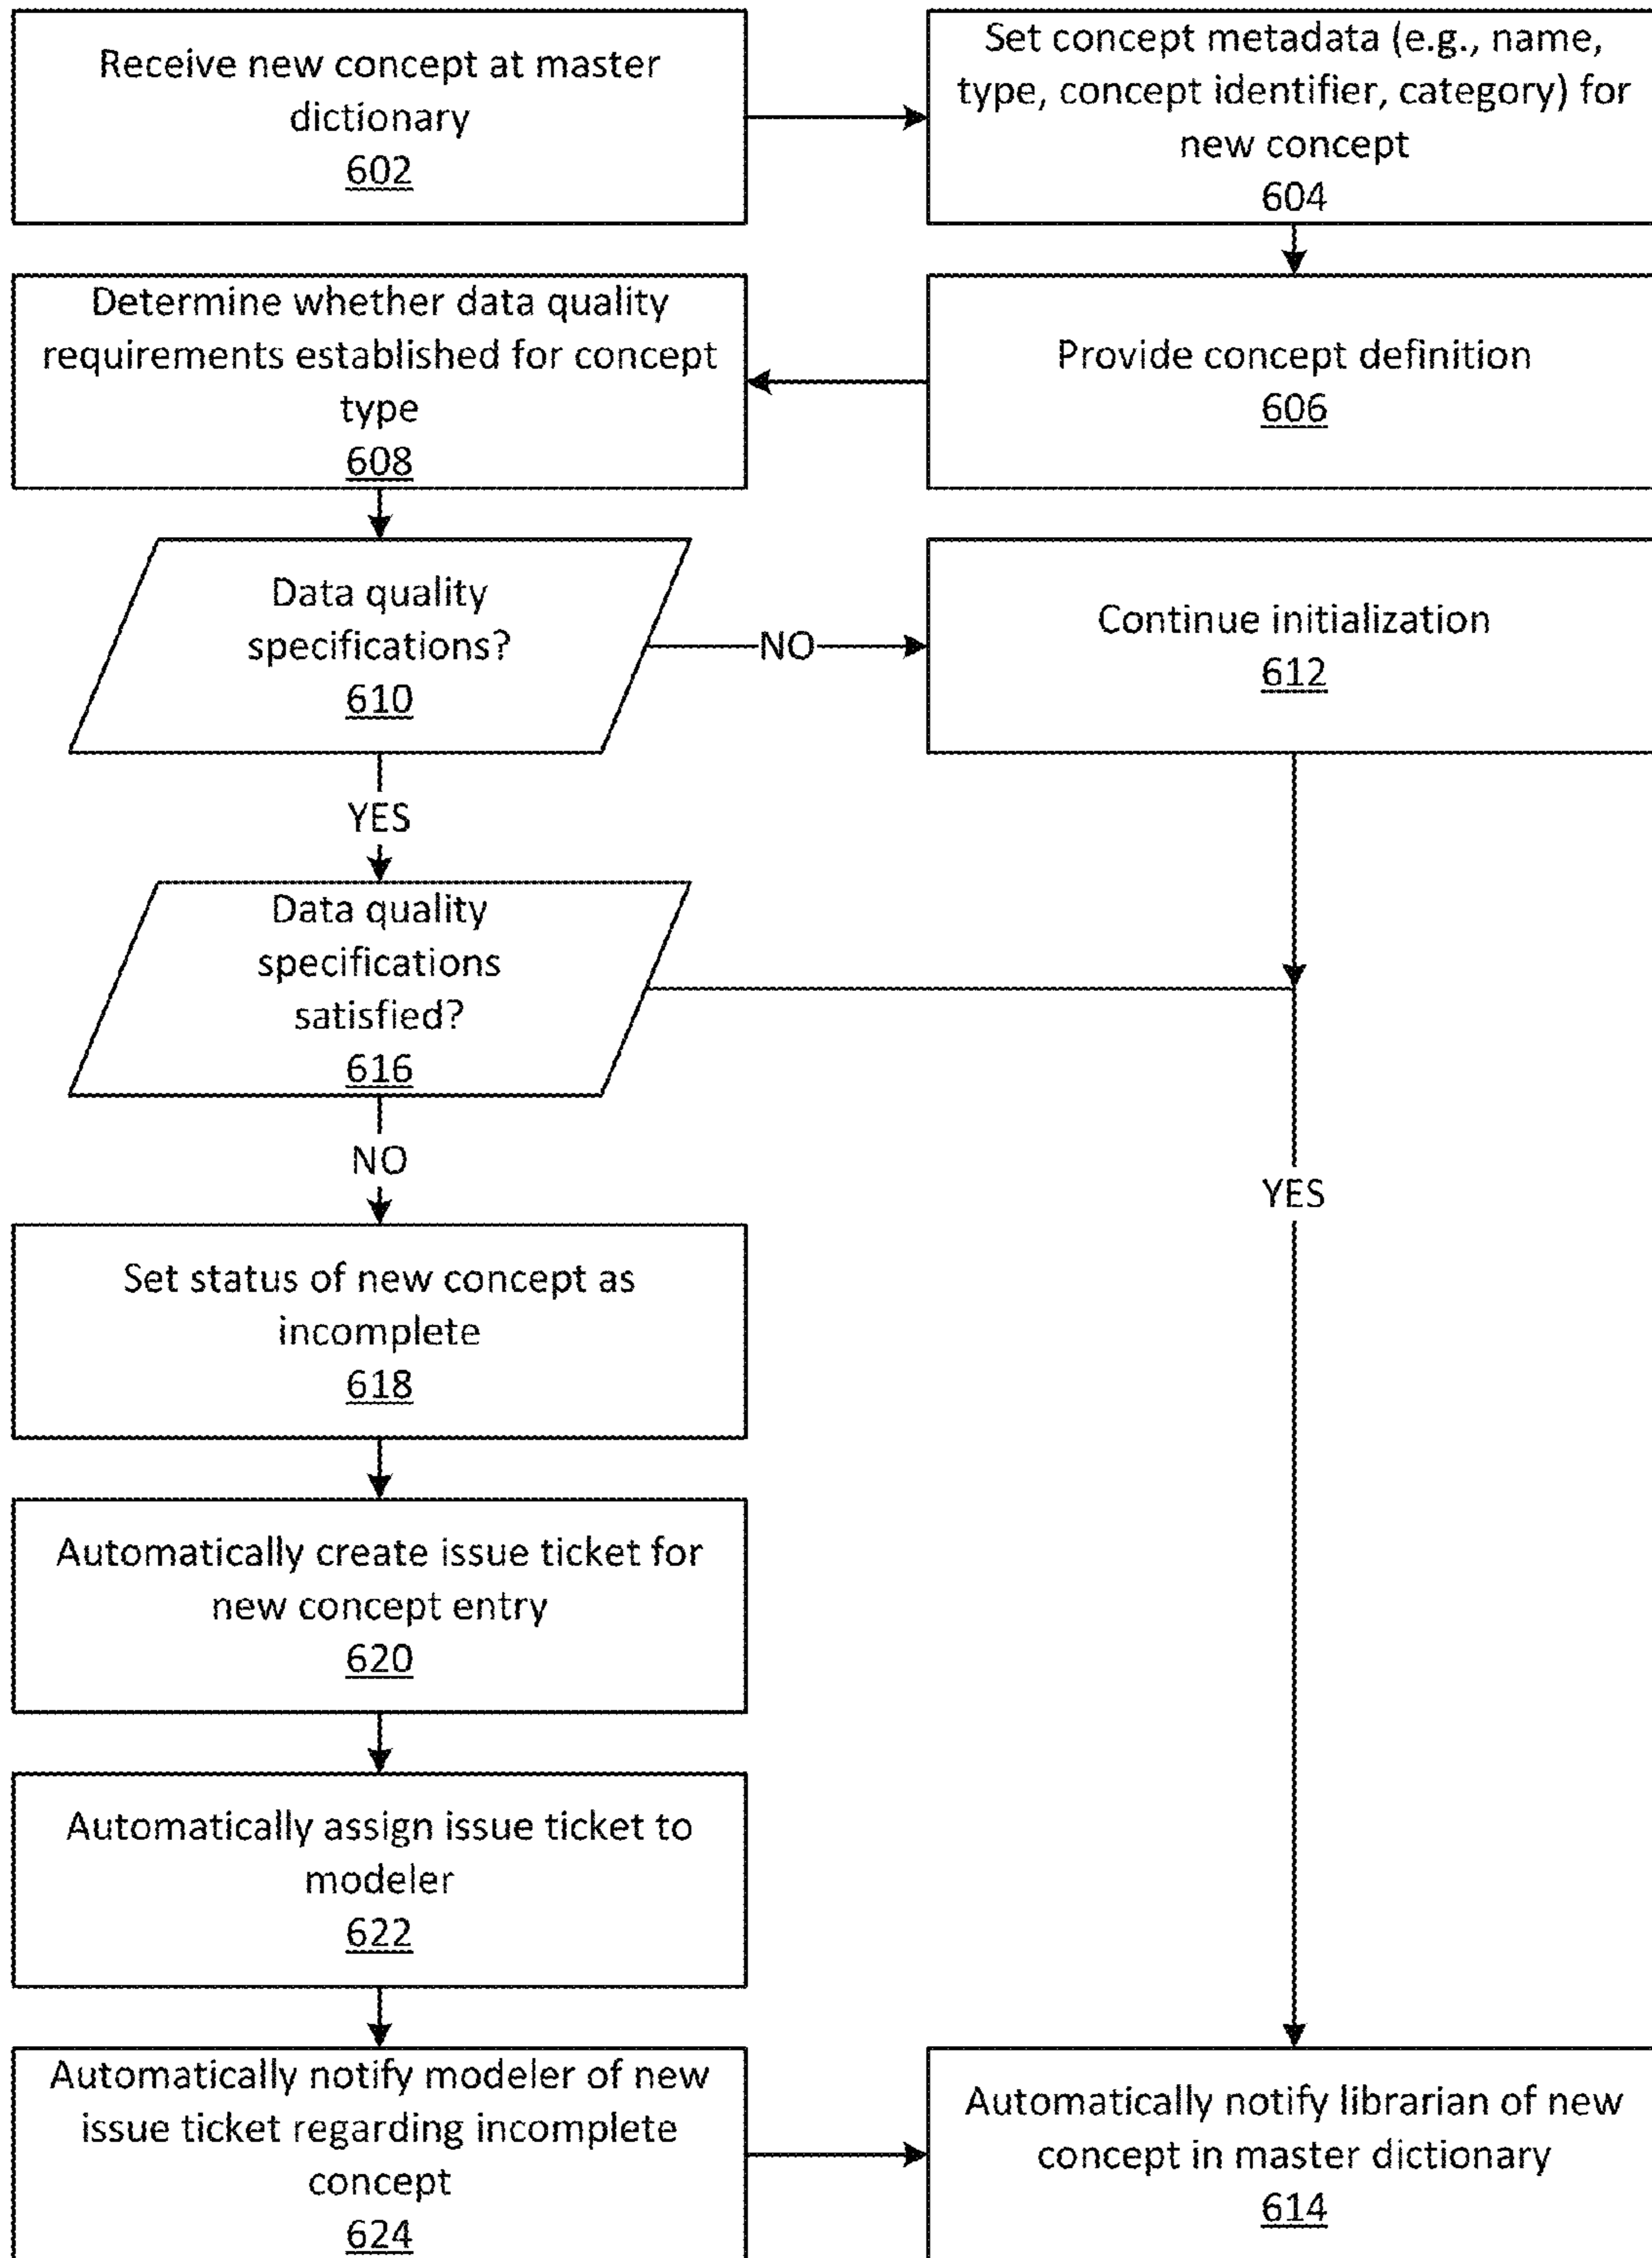 Receive new concept at master
dictionary
602
Set concept metadata (e.g., name,
type, concept identifier, category) for
new concept
604
Determine whether data quality
requirements established for concept
type
608
Provide concept definition
606
Data quality
specifications?
610
NO
Continue initialization
612
YES
Data quality
specifications
satisfied?
616
NO
YES
Set status of new concept as
incomplete
618
Automatically create issue ticket for
new concept entry
620
Automatically assign issue ticket to
modeler
622
Automatically notify modeler of new
issue ticket regarding incomplete
concept
624
Automatically notify librarian of new
concept in master dictionary
614